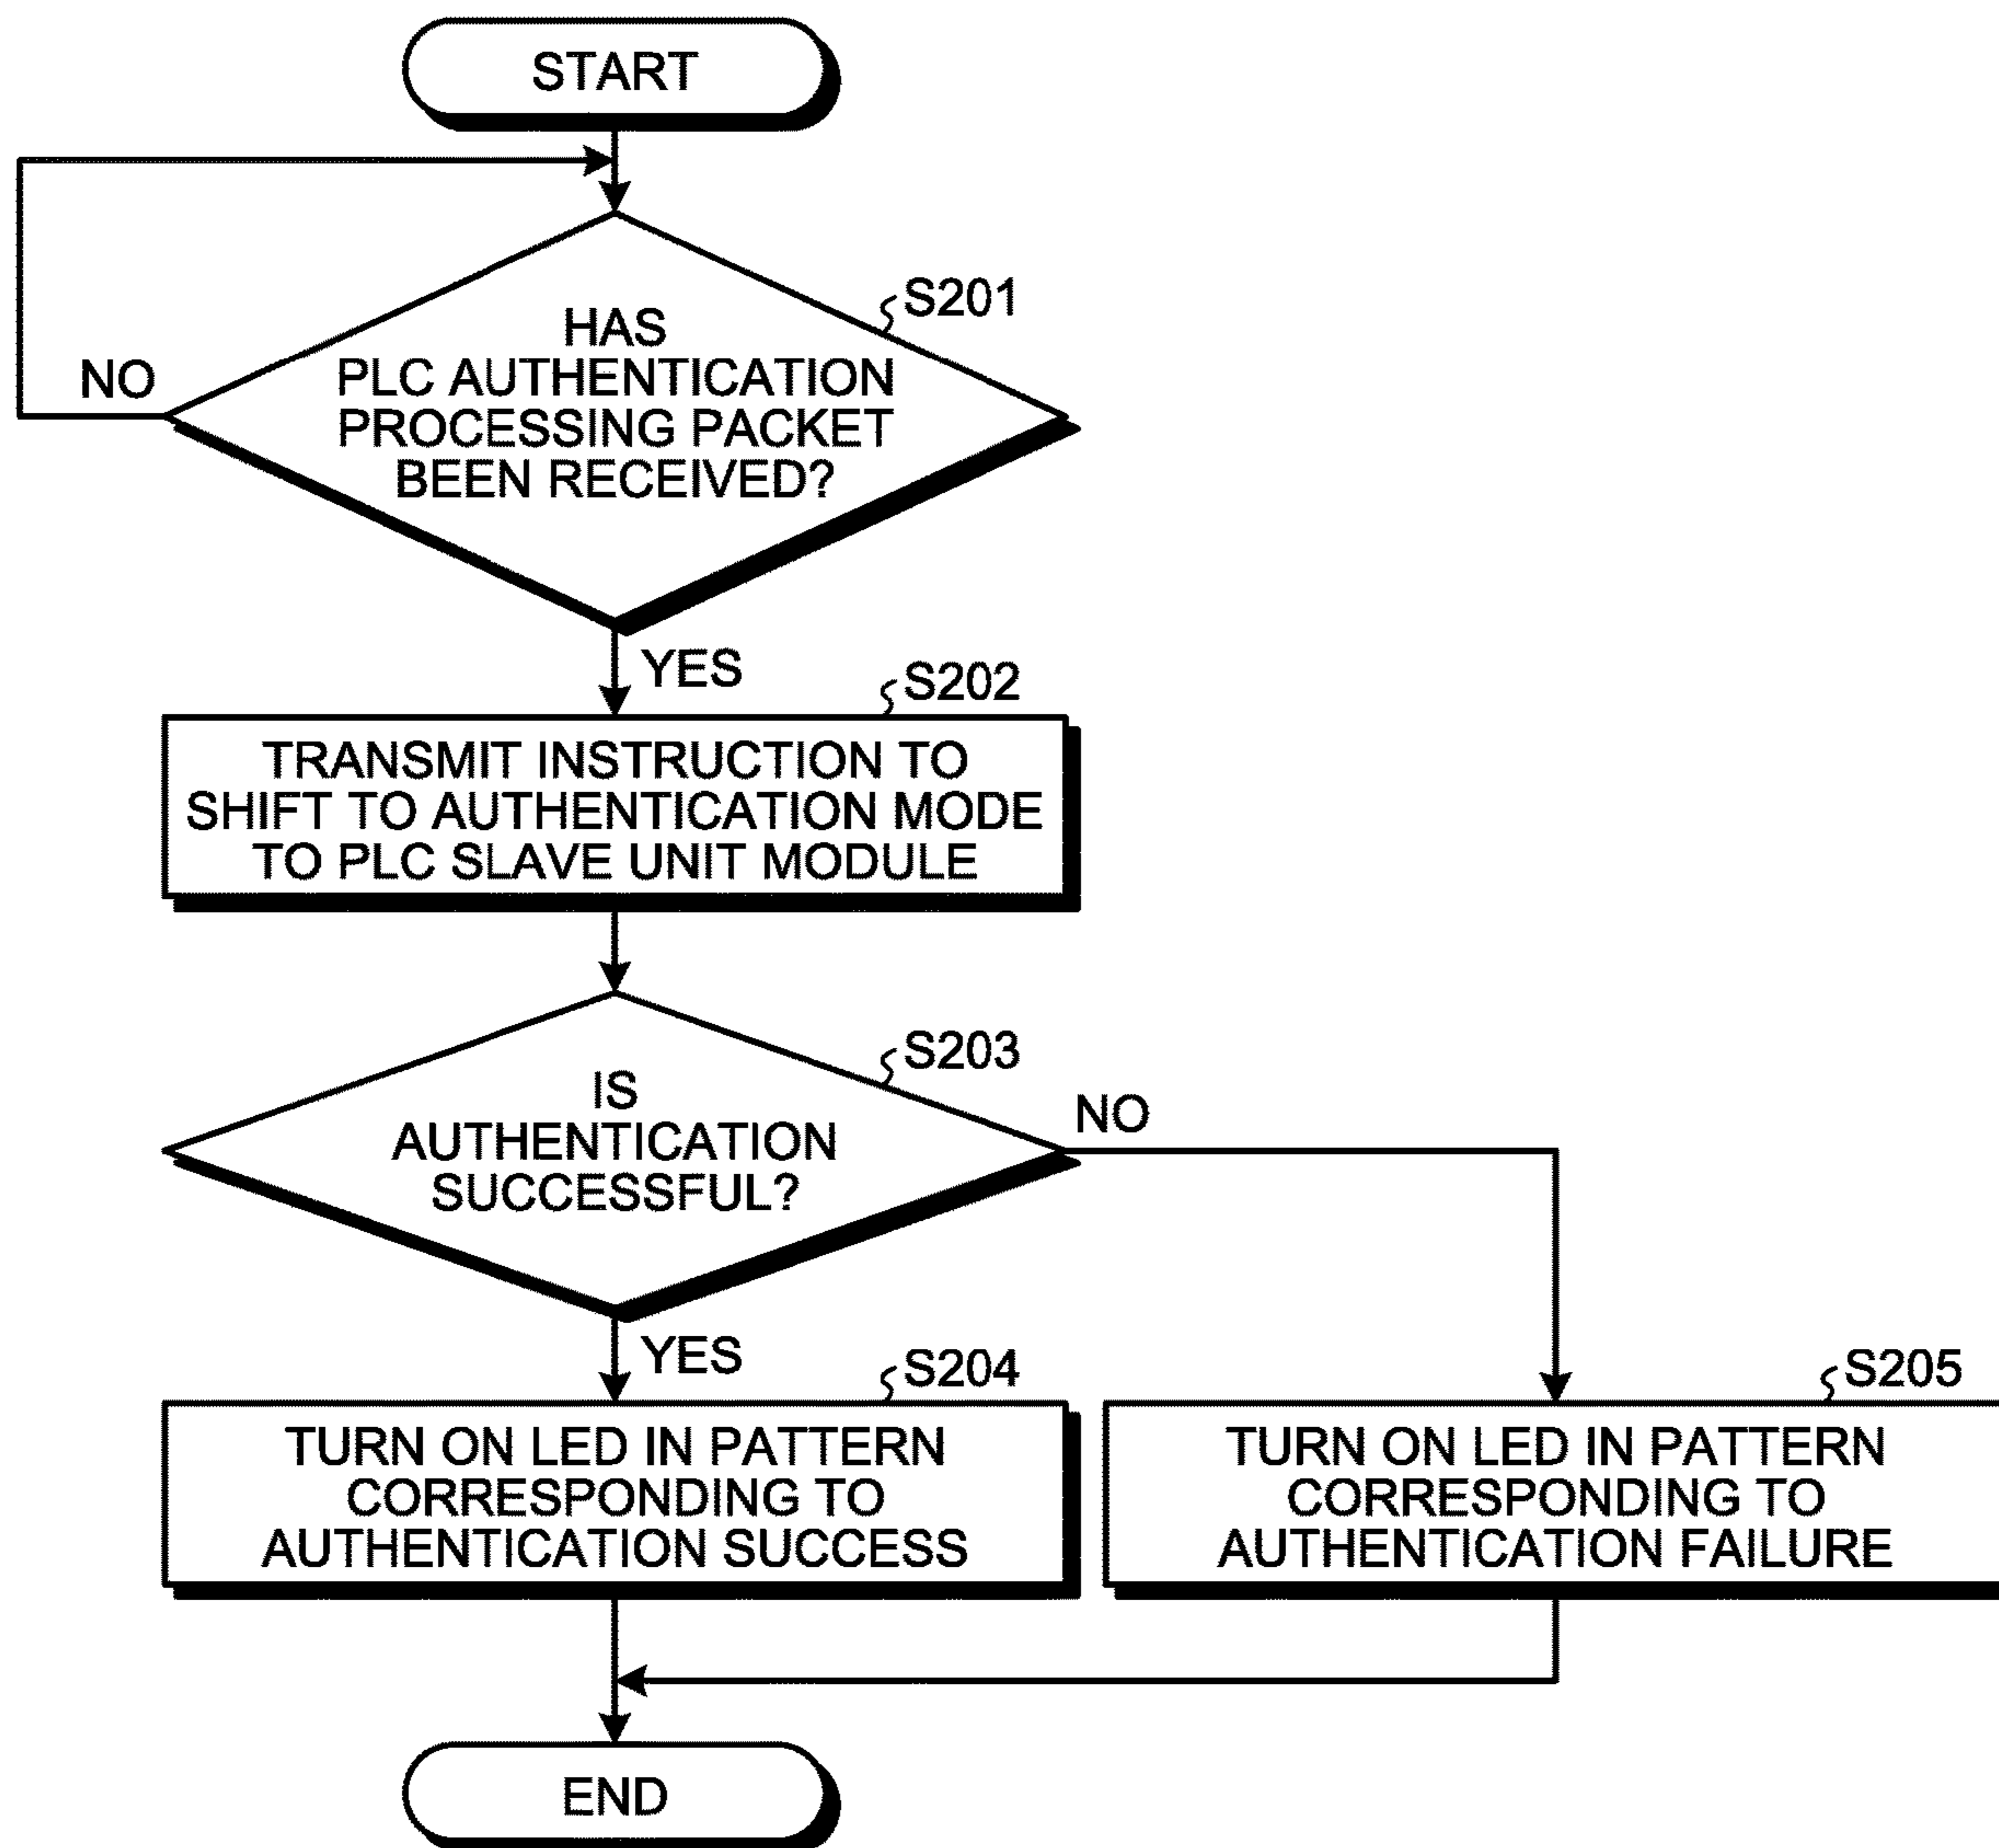 START
S201
HAS
PLC AUTHENTICATION
PROCESSING PACKET
BEEN RECEIVED?
NO
YES
S202
TRANSMIT INSTRUCTION TO
SHIFT TO AUTHENTICATION MODE
TO PLC SLAVE UNIT MODULE
S203
IS
AUTHENTICATION
SUCCESSFUL?
NO
YES
S204
TURN ON LED IN PATTERN
CORRESPONDING TO
AUTHENTICATION SUCCESS
S205
TURN ON LED IN PATTERN
CORRESPONDING TO
AUTHENTICATION FAILURE
END